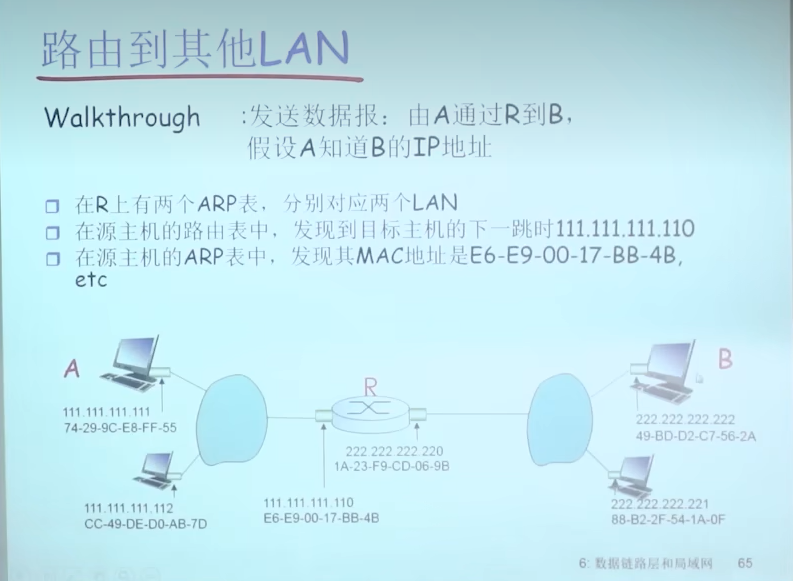 路由到其他LAN
Walkthrough :发送数据报：由A通过R到B，
假设A知道B的IP地址
在R上有两个ARP表，分别对应两个LAN
在源主机的路由表中，发现到目标主机的下一跳时111.111.111.110
在源主机的ARP表中，发现其MAC地址是E6-E9-00-17-BB-4B,
etc
A
R
B
111.111.111.111
74-29-9C-E8-FF-55
222.222.222.220
1A-23-F9-CD-06-9B
222.222.222.222
49-BD-D2-C7-56-2A
111.111.111.112
CC-49-DE-D0-AB-7D
111.111.111.110
E6-E9-00-17-BB-4B
222.222.222.221
88-B2-2F-54-1A-0F
6: 数据链路层和局域网 65